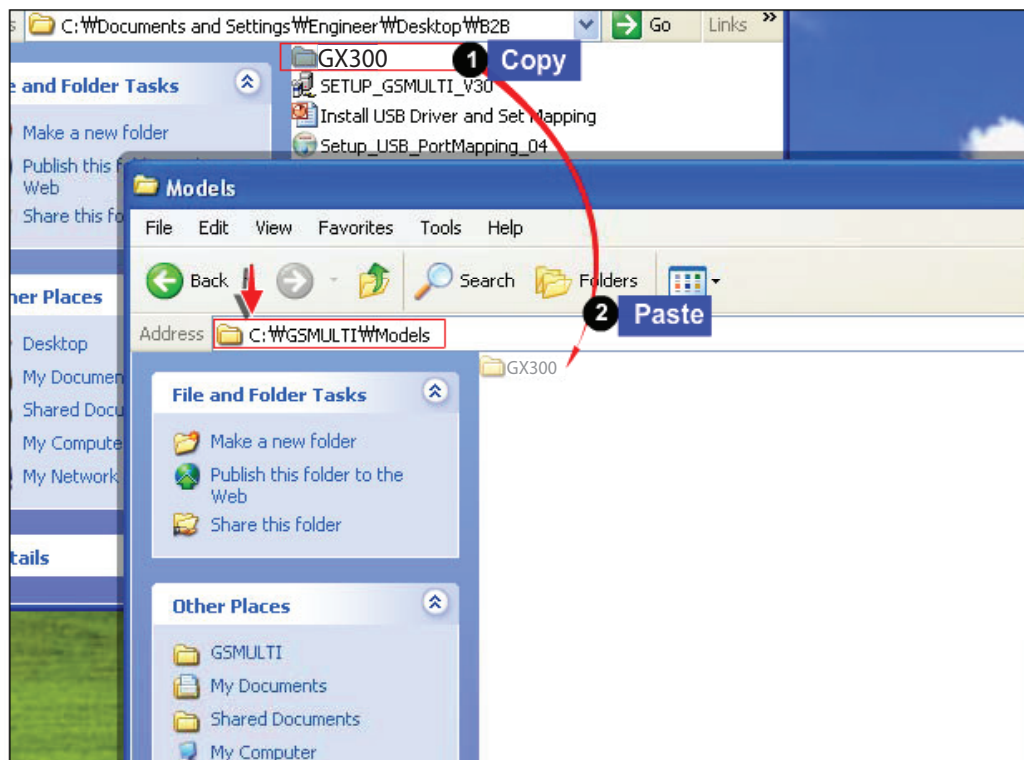 C:₩Documents and Settings₩Engineer₩Desktop₩B2B
Go
Links
GX300
1 Copy
SETUP_GSMULTI_V30
Install USB Driver and Set Mapping
Setup_USB_PortMapping_04
and Folder Tasks
Make a new folder
Publish this
Web
Share this fo
Places
Desktop
My Documen
Shared Docu
My Compute
My Network
tails
Models
File Edit View Favorites Tools Help
Back
Search
Folders
2 Paste
Address
C:₩GSMULTI₩Models
GX300
File and Folder Tasks
Make a new folder
Publish this folder to the
Web
Share this folder
Other Places
GSMULTI
My Documents
Shared Documents
My Computer